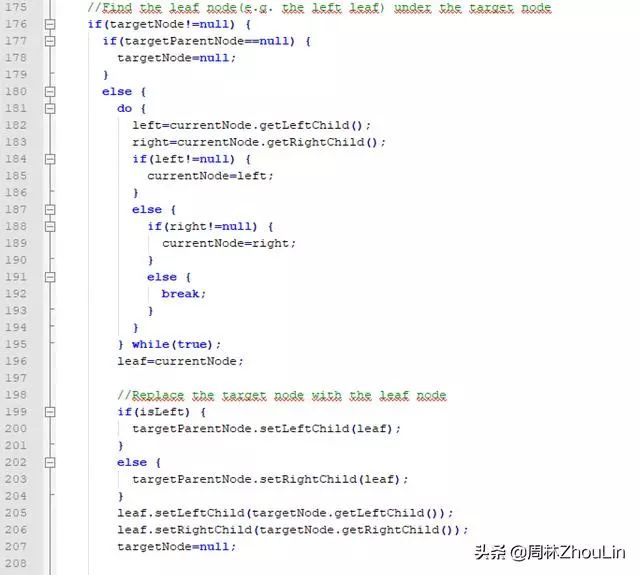 175 //Find the leaf node(e.g. the left leaf) under the target node
176 if(targetNode!=null) {
177 if(targetParentNode==null) {
178 targetNode=null;
179 }
180 else {
181 do {
182 left=currentNode.getLeftChild();
183 right=currentNode.getRightChild();
184 if(left!=null) {
185 currentNode=left;
186 }
187 else {
188 if(right!=null) {
189 currentNode=right;
190 }
191 else {
192 break;
193 }
194 }
195 } while(true);
196 leaf=currentNode;
197
198 //Replace the target node with the leaf node
199 if(isLeft) {
200 targetParentNode.setLeftChild(leaf);
201 }
202 else {
203 targetParentNode.setRightChild(leaf);
204 }
205 leaf.setLeftChild(targetNode.getLeftChild());
206 leaf.setRightChild(targetNode.getRightChild());
207 targetNode=null;
208
头条 @周林ZhouLin